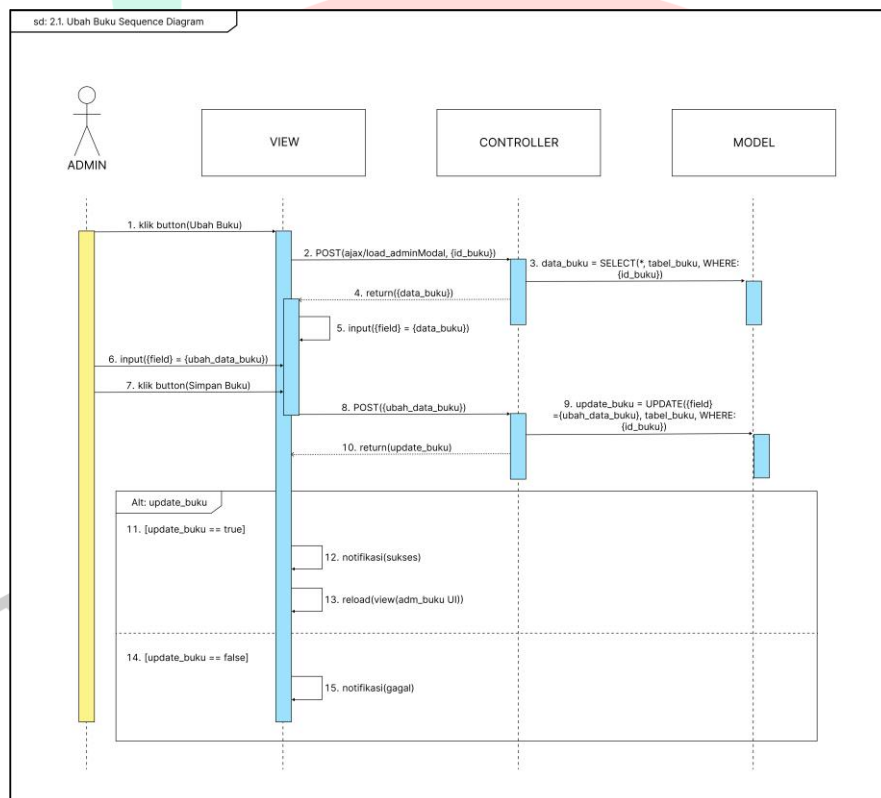 sd: 2.1. Ubah Buku Sequence Diagram
ADMIN
VIEW
CONTROLLER
MODEL
1. klik button(Ubah Buku)
2. POST(ajax/load_adminModal, {id_buku})
3. data_buku = SELECT(*, tabel_buku, WHERE:
{id_buku})
4. return({data_buku})
5. input({field} = {data_buku})
6. input({field} = {ubah_data_buku})
7. klik button(Simpan Buku)
8. POST({ubah_data_buku})
9. update_buku = UPDATE({field}
={ubah_data_buku}, tabel_buku, WHERE:
{id_buku})
10. return(update_buku)
Alt: update_buku
11. [update_buku == true]
12. notifikasi(sukses)
13. reload(view(adm_buku UI))
14. [update_buku == false]
15. notifikasi(gagal)